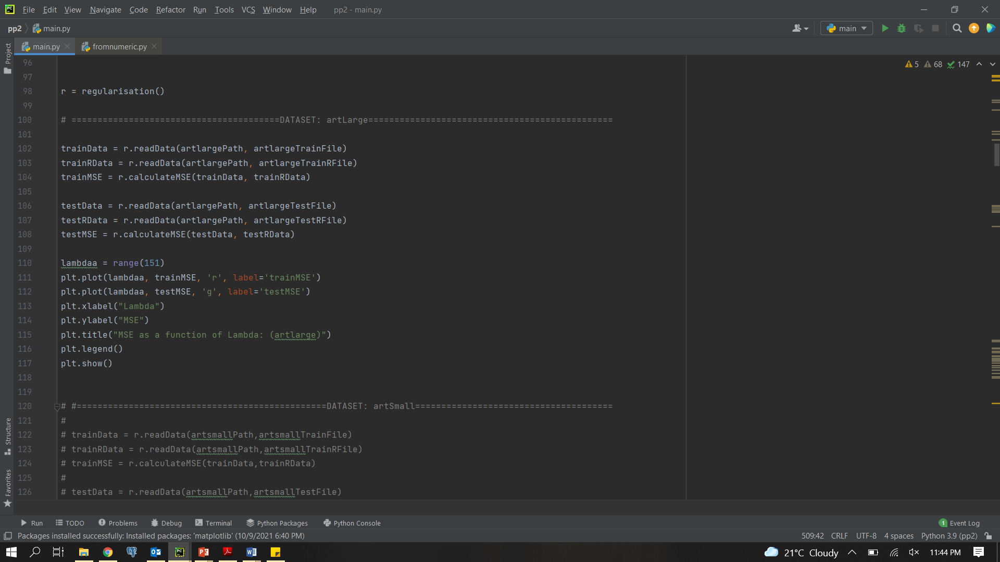 File Edit View Navigate Code Refactor Run Tools VCS Window Help pp2 - main.py
pp2 main.py main
main.py fromnumeric.py
Project
5 68 147
96
97
98 r = regularisation()
99
100 # ========================================DATASET: artLarge===============================================
101
102 trainData = r.readData(artlargePath, artlargeTrainFile)
103 trainRData = r.readData(artlargePath, artlargeTrainRFile)
104 trainMSE = r.calculateMSE(trainData, trainRData)
105
106 testData = r.readData(artlargePath, artlargeTestFile)
107 testRData = r.readData(artlargePath, artlargeTestRFile)
108 testMSE = r.calculateMSE(testData, testRData)
109
110 lambdaa = range(151)
111 plt.plot(lambdaa, trainMSE, 'r', label='trainMSE')
112 plt.plot(lambdaa, testMSE, 'g', label='testMSE')
113 plt.xlabel("Lambda")
114 plt.ylabel("MSE")
115 plt.title("MSE as a function of Lambda: (artlarge)")
116 plt.legend()
117 plt.show()
118
119
120 # #================================================DATASET: artSmall======================================
121 #
122 # trainData = r.readData(artsmallPath,artsmallTrainFile)
123 # trainRData = r.readData(artsmallPath,artsmallTrainRFile)
124 # trainMSE = r.calculateMSE(trainData,trainRData)
125 #
126 # testData = r.readData(artsmallPath,artsmallTestFile)
Structure
Favorites
Run TODO Problems Debug Terminal Python Packages Python Console 1 Event Log
Packages installed successfully: Installed packages: 'matplotlib' (10/9/2021 6:40 PM) 509:42 CRLF UTF-8 4 spaces Python 3.9 (pp2)
21°C Cloudy 11:44 PM